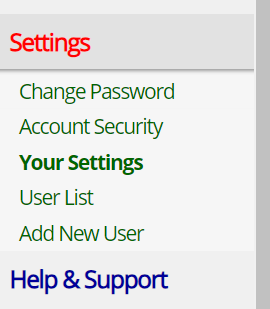 Settings
Change Password
Account Security
Your Settings
User List
Add New User
Help & Support